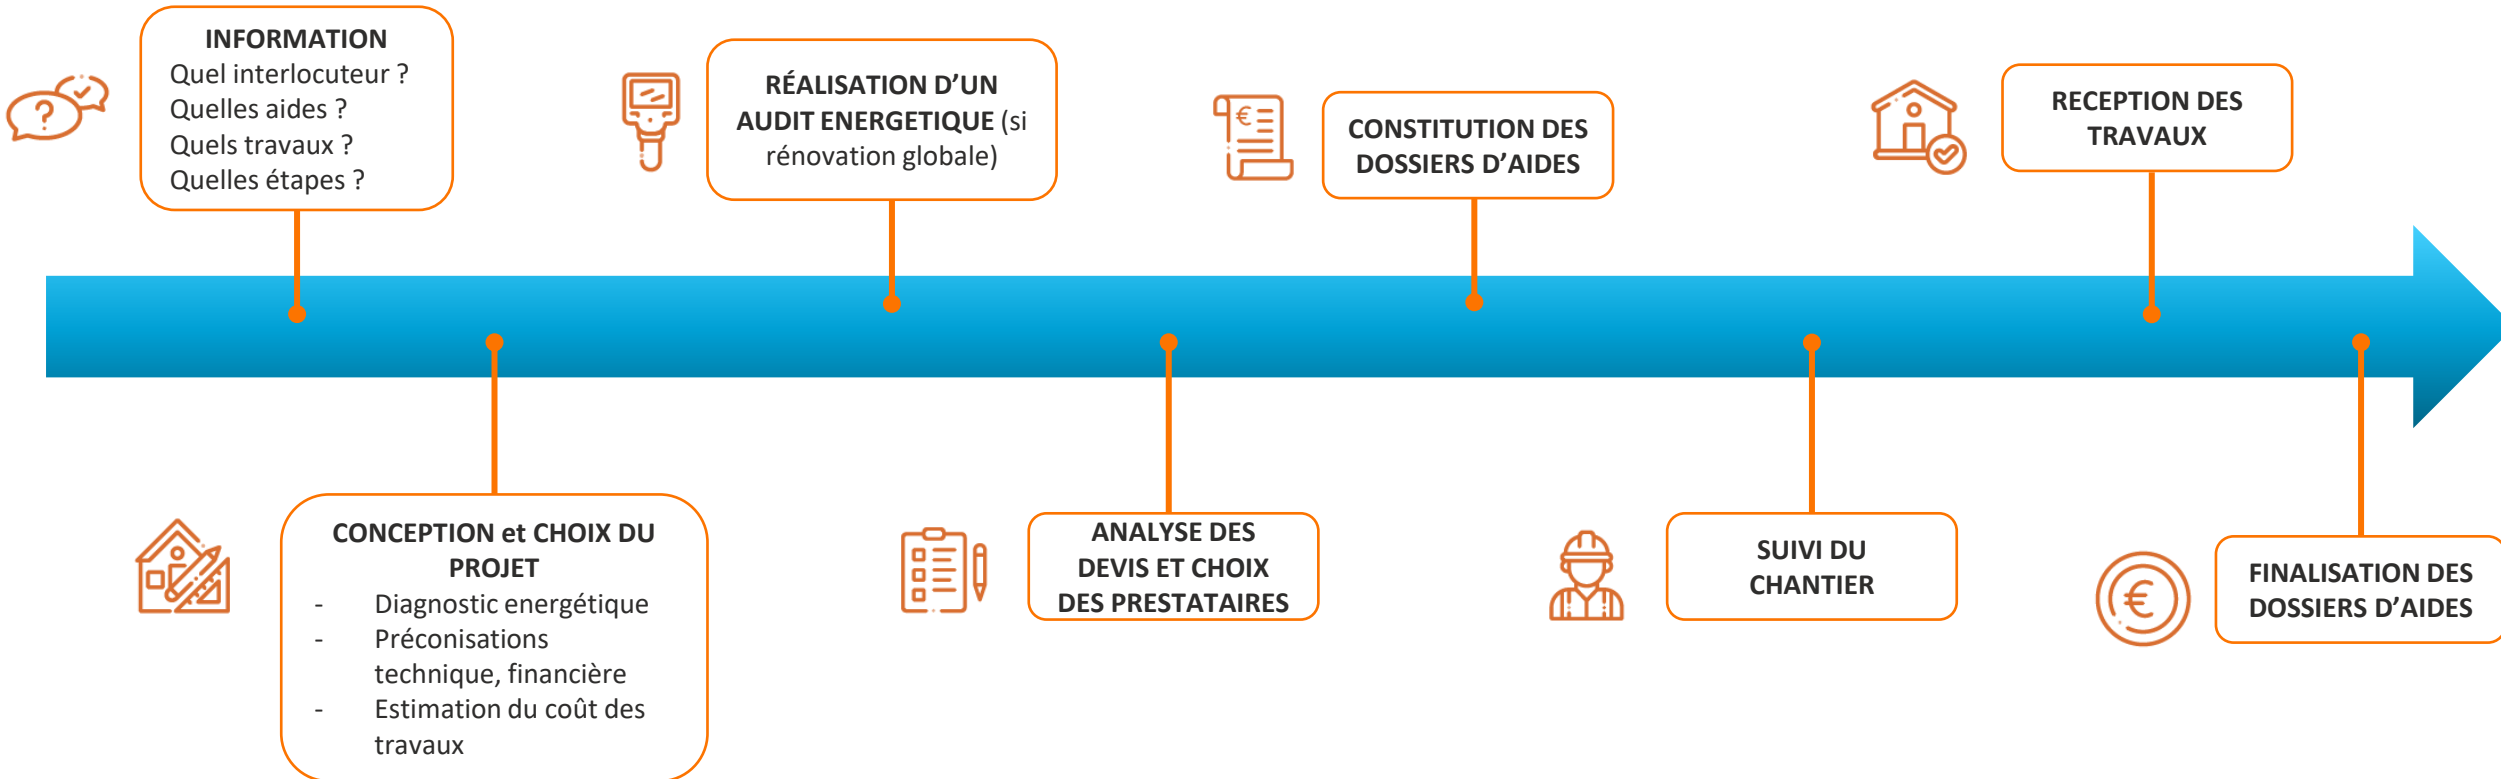 INFORMATION
Quel interlocuteur ?
Quelles aides ?
Quels travaux ?
Quelles étapes ?
CONCEPTION et CHOIX DU
PROJET
- Diagnostic energétique
- Préconisations
technique, financière
- Estimation du coût des
travaux
RÉALISATION D’UN
AUDIT ENERGETIQUE (si
rénovation globale)
ANALYSE DES
DEVIS ET CHOIX
DES PRESTATAIRES
€
CONSTITUTION DES
DOSSIERS D’AIDES
SUIVI DU
CHANTIER
RECEPTION DES
TRAVAUX
€
FINALISATION DES
DOSSIERS D’AIDES